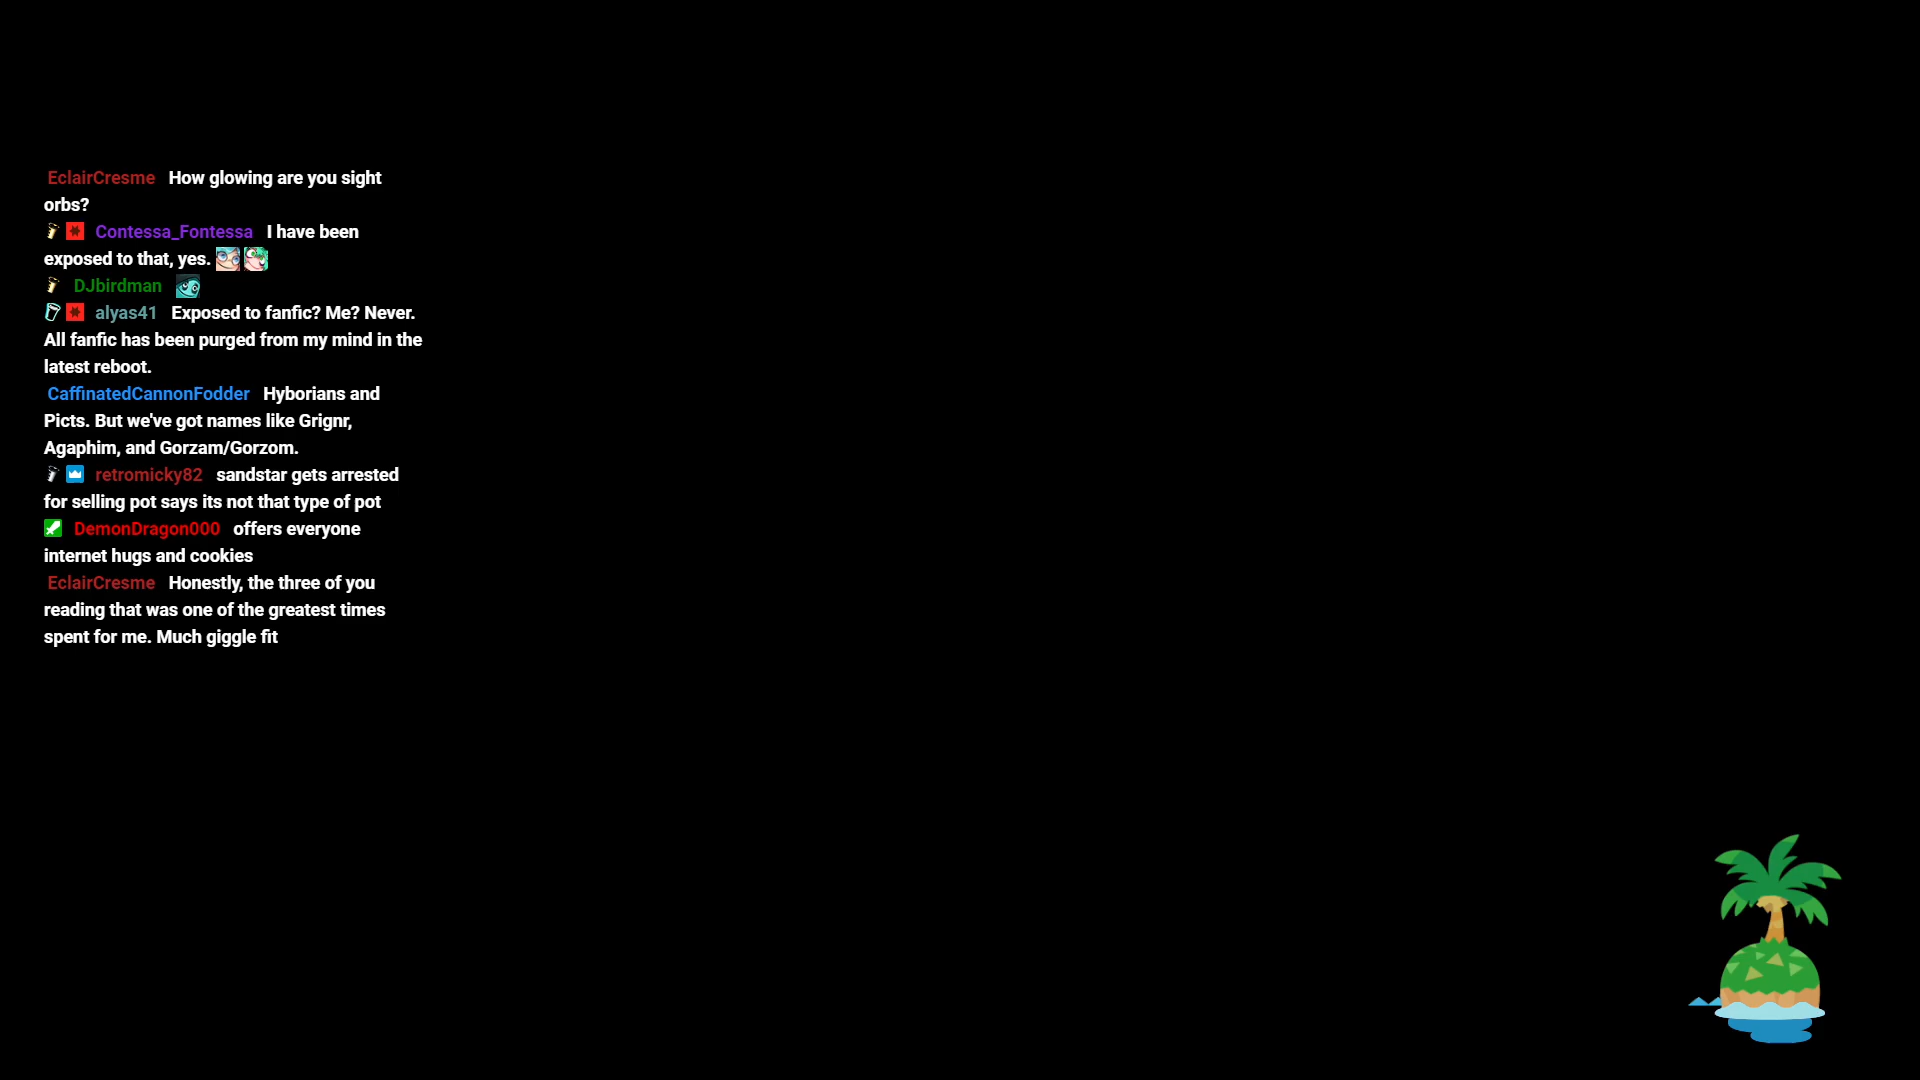 EclairCresme How glowing are you sight
orbs?
Contessa_Fontessa I have been
exposed to that, yes.
DJbirdman
alyas41 Exposed to fanfic? Me? Never.
All fanfic has been purged from my mind in the
latest reboot.
CaffinatedCannonFodder Hyborians and
Picts. But we've got names like Grignr,
Agaphim, and Gorzam/Gorzom.
retromicky82 sandstar gets arrested
for selling pot says its not that type of pot
DemonDragon000 offers everyone
internet hugs and cookies
EclairCresme Honestly, the three of you
reading that was one of the greatest times
spent for me. Much giggle fit